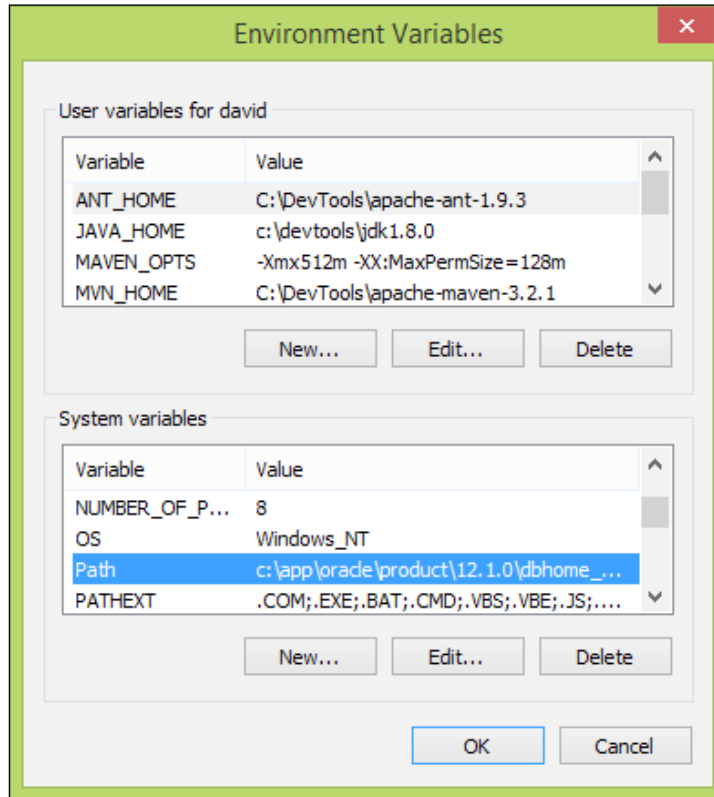 Environment Variables
×
User variables for david
Variable Value
ANT_HOME C:\DevTools\apache-ant-1.9.3
JAVA_HOME c:\devtools\jdk1.8.0
MAVEN_OPTS -Xmx512m -XX:MaxPermSize=128m
MVN_HOME C:\DevTools\apache-maven-3.2.1
New... Edit... Delete
System variables
Variable Value
NUMBER_OF_P... 8
OS Windows_NT
Path c:\app\oracle\product\12.1.0\dbhome_...
PATHEXT .COM;.EXE;.BAT;.CMD;.VBS;.VBE;.JS;....
New... Edit... Delete
OK Cancel